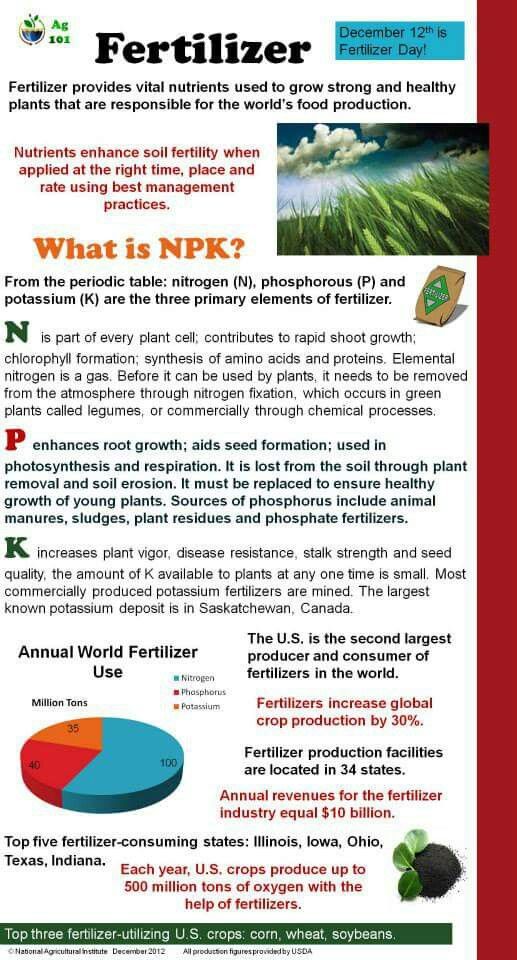 Ag
101
Fertilizer
December 12th is
Fertilizer Day!
Fertilizer provides vital nutrients used to grow strong and healthy
plants that are responsible for the world's food production.
Nutrients enhance soil fertility when
applied at the right time, place and
rate using best management
practices.
What is NPK?
From the periodic table: nitrogen (N), phosphorous (P) and
potassium (K) are the three primary elements of fertilizer.
FERTILIZER
N is part of every plant cell; contributes to rapid shoot growth;
chlorophyll formation; synthesis of amino acids and proteins. Elemental
nitrogen is a gas. Before it can be used by plants, it needs to be removed
from the atmosphere through nitrogen fixation, which occurs in green
plants called legumes, or commercially through chemical processes.
P enhances root growth; aids seed formation; used in
photosynthesis and respiration. It is lost from the soil through plant
removal and soil erosion. It must be replaced to ensure healthy
growth of young plants. Sources of phosphorus include animal
manures, sludges, plant residues and phosphate fertilizers.
K increases plant vigor, disease resistance, stalk strength and seed
quality, the amount of K available to plants at any one time is small. Most
commercially produced potassium fertilizers are mined. The largest
known potassium deposit is in Saskatchewan, Canada.
Annual World Fertilizer
Use
Million Tons
Nitrogen
Phosphorus
Potassium
35
40
100
The U.S. is the second largest
producer and consumer of
fertilizers in the world.
Fertilizers increase global
crop production by 30%.
Fertilizer production facilities
are located in 34 states.
Annual revenues for the fertilizer
industry equal $10 billion.
Top five fertilizer-consuming states: Illinois, Iowa, Ohio,
Texas, Indiana.
Each year, U.S. crops produce up to
500 million tons of oxygen with the
help of fertilizers.
Top three fertilizer-utilizing U.S. crops: corn, wheat, soybeans.
© National Agricultural Institute December 2012 All production figures provided by USDA